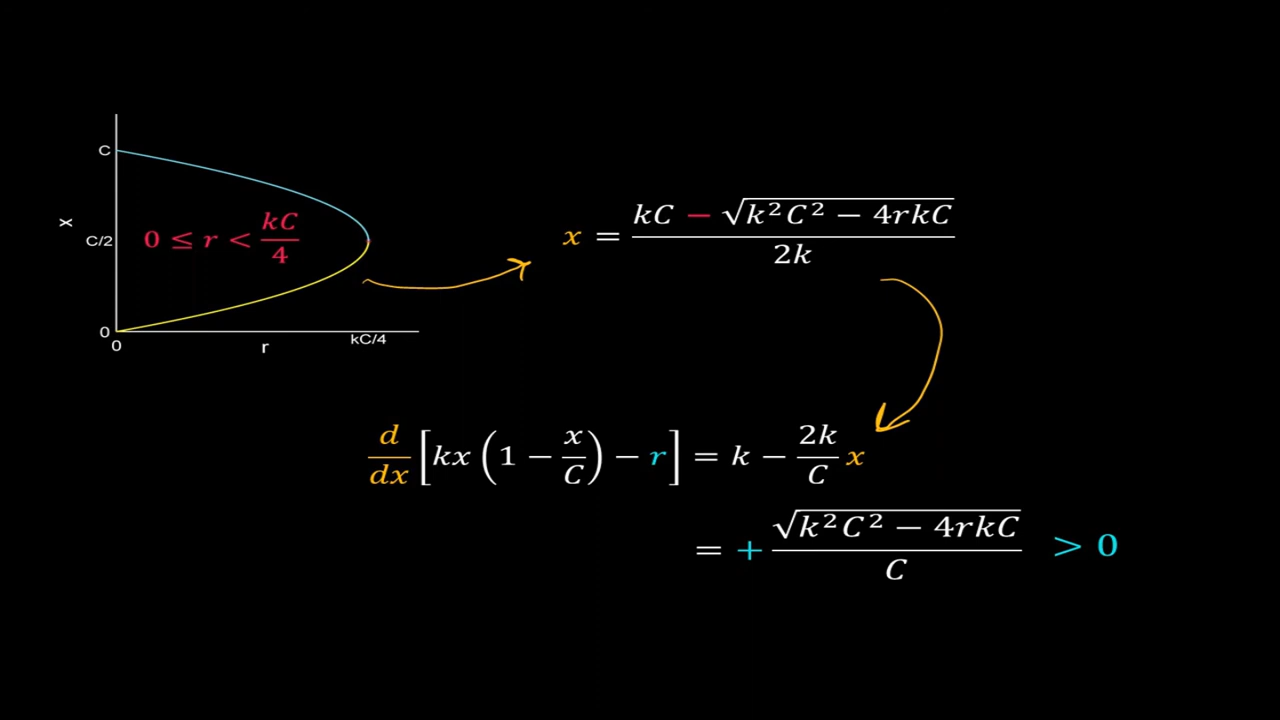 C
x
C/2
0 ≤ r < kC/4
0
0
r
kC/4
x = (kC − √(k²C² − 4rkC))/(2k)
d/dx [kx(1 − x/C) − r] = k − (2k/C) x
= + √(k²C² − 4rkC)/C > 0